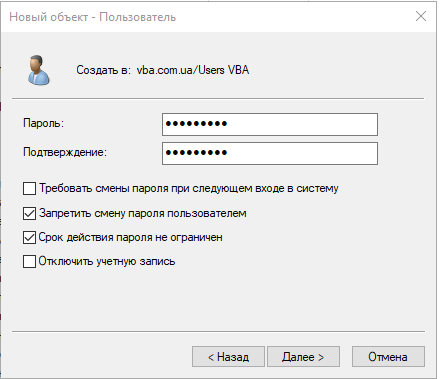 Новый объект - Пользователь
Создать в: vba.com.ua/Users VBA
Пароль: ●●●●●●●●●
Подтверждение: ●●●●●●●●●
Требовать смены пароля при следующем входе в систему
Запретить смену пароля пользователем
Срок действия пароля не ограничен
Отключить учетную запись
< Назад Далее > Отмена